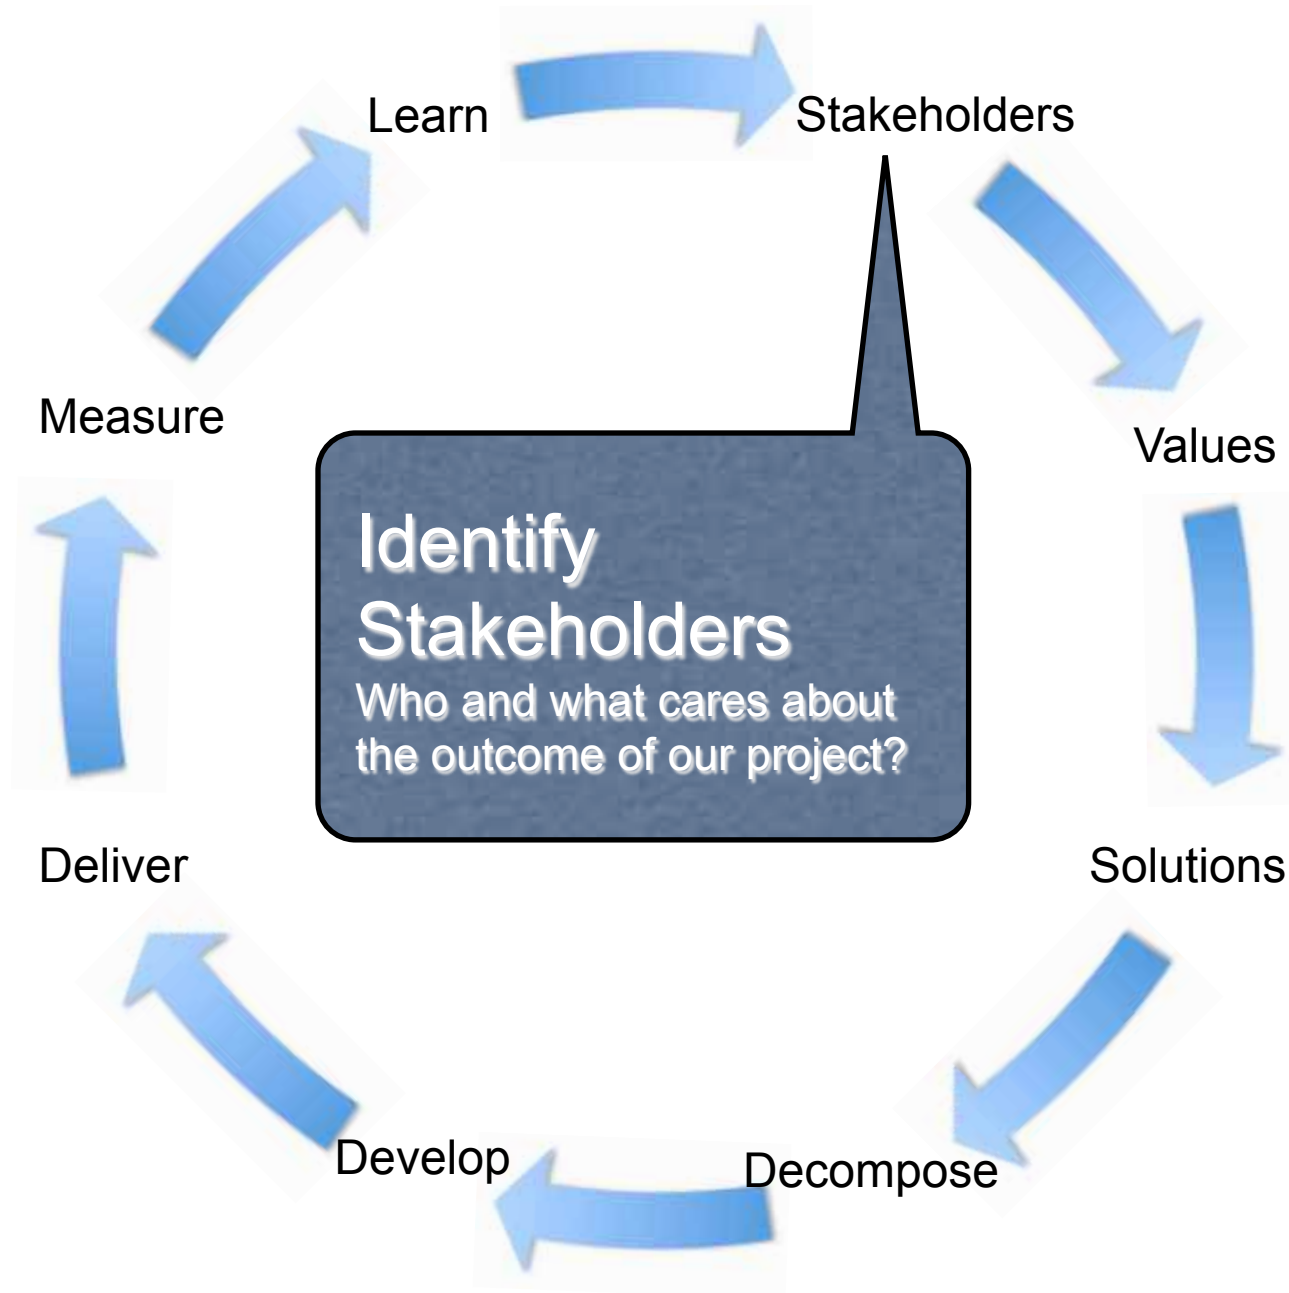 Learn
Stakeholders
Measure
Values
Identify
Stakeholders
Who and what cares about
the outcome of our project?
Deliver
Solutions
Develop
Decompose